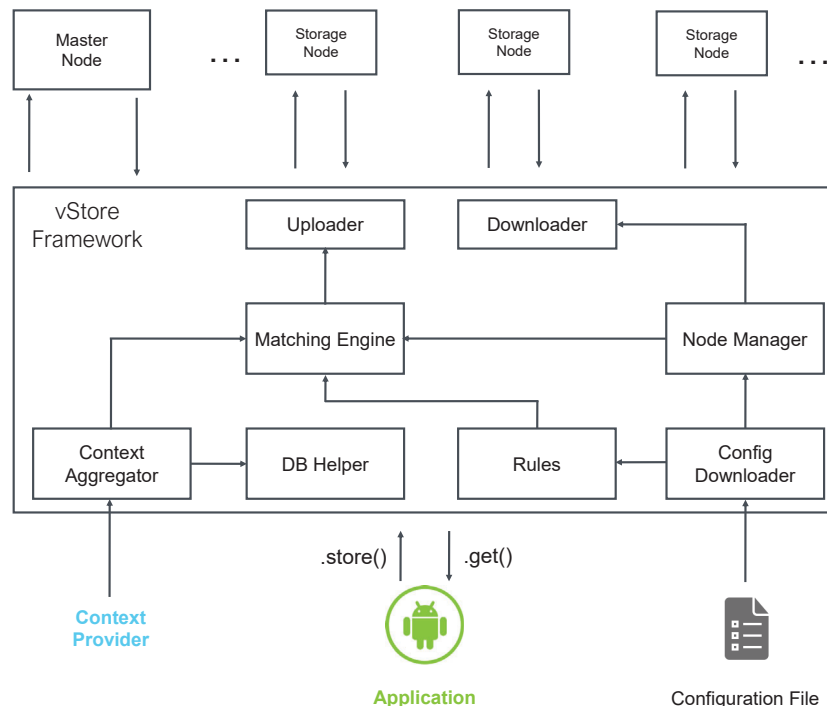 Master
Node
...
Storage
Node
Storage
Node
Storage
Node
...
vStore
Framework
Uploader
Downloader
Matching Engine
Node Manager
Context
Aggregator
DB Helper
Rules
Config
Downloader
.store()
.get()
Context
Provider
Application
Configuration File